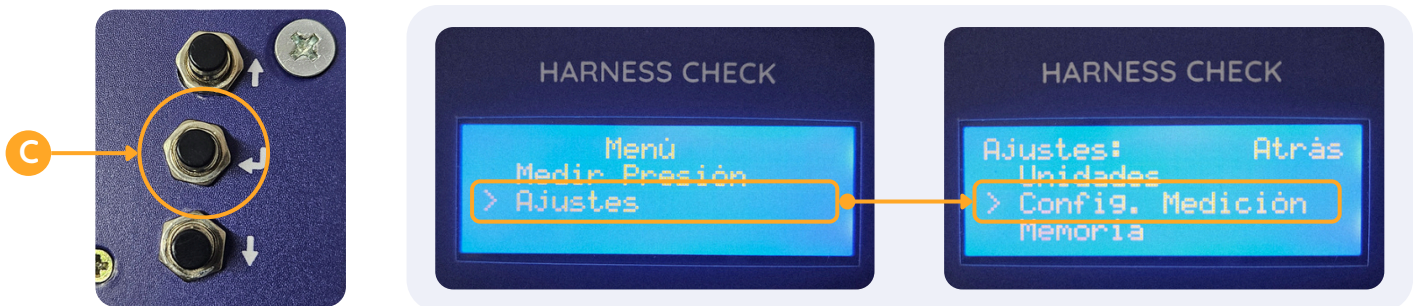 C
HARNESS CHECK
Menú
Medir Presión
> Ajustes
HARNESS CHECK
Ajustes: Atrás
Unidades
> Config. Medición
Memoria